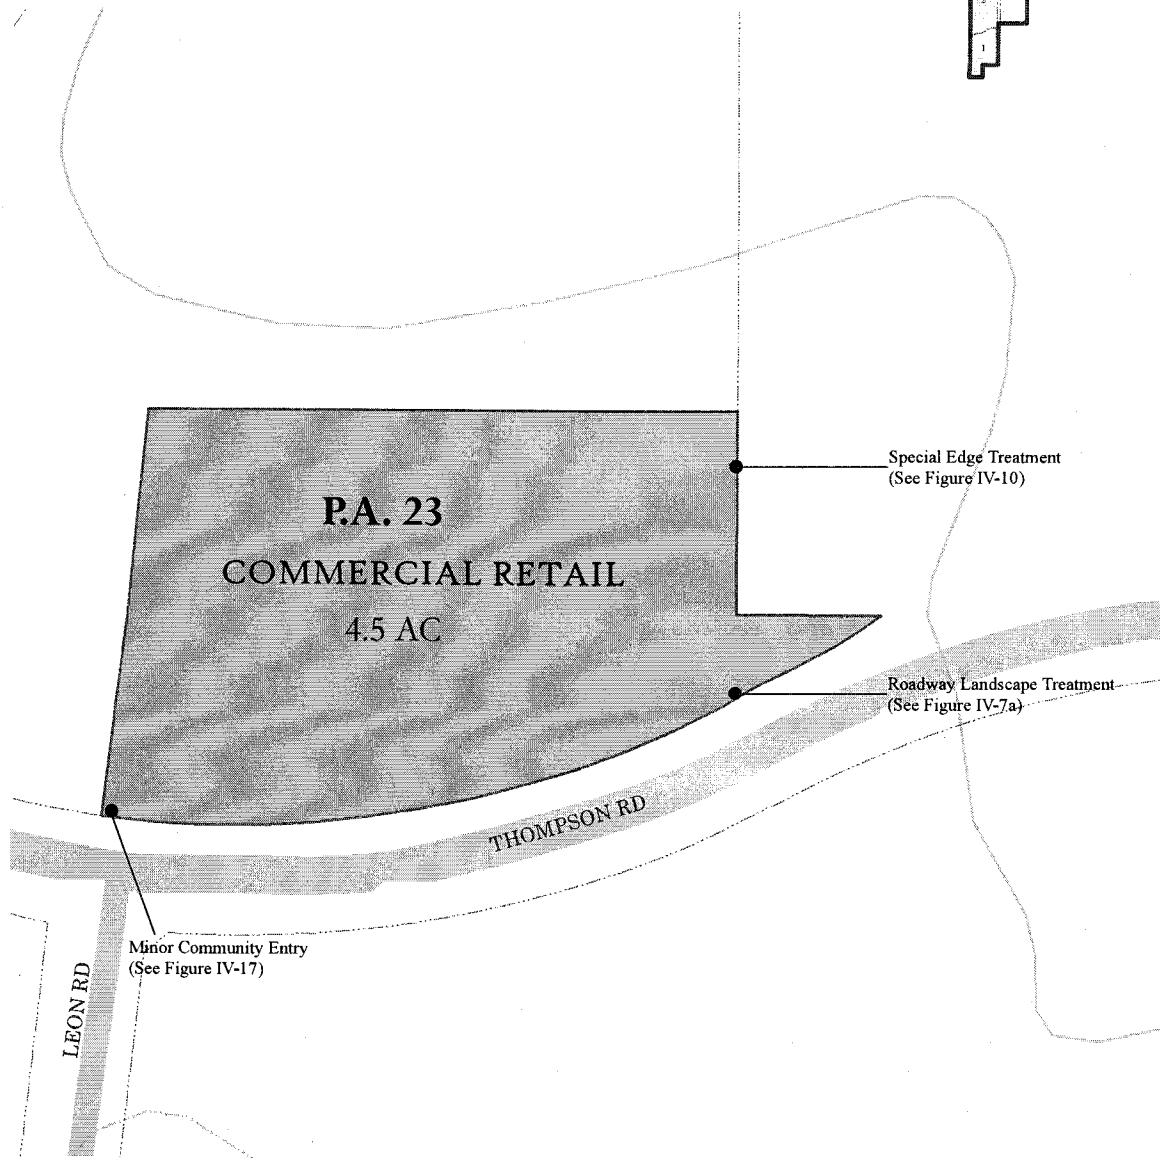 1
Special Edge Treatment
(See Figure IV-10)
P.A. 23
COMMERCIAL RETAIL
4.5 AC
Roadway Landscape Treatment
(See Figure IV-7a)
THOMPSON RD
Minor Community Entry
(See Figure IV-17)
LEON RD